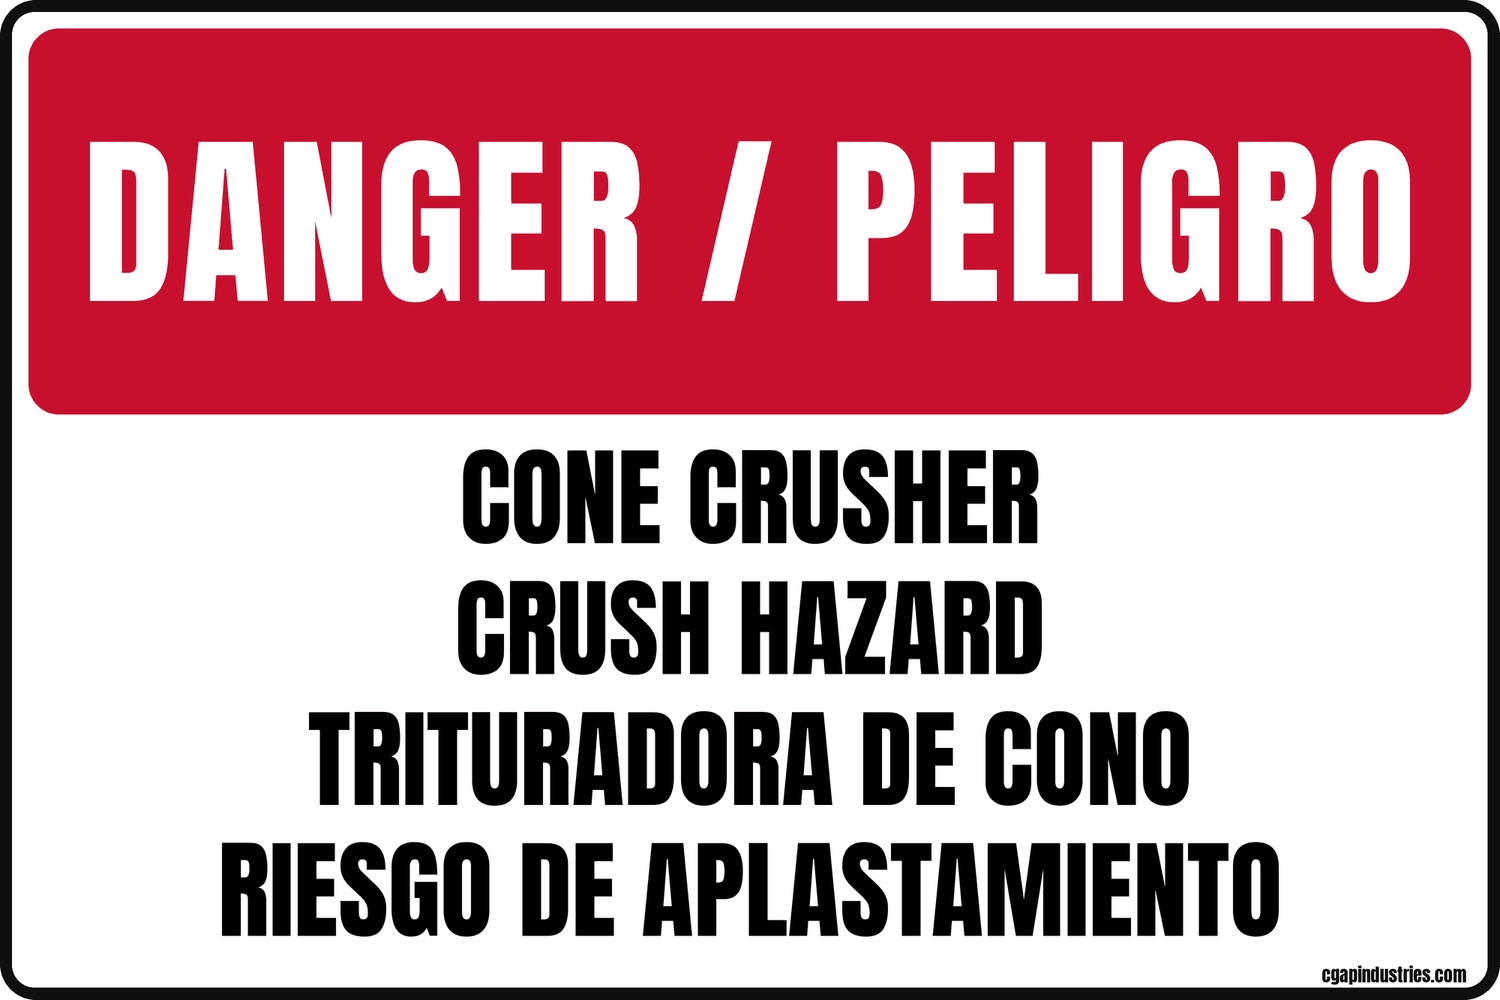 DANGER / PELIGRO
CONE CRUSHER
CRUSH HAZARD
TRITURADORA DE CONO
RIESGO DE APLASTAMIENTO
cgapindustries.com